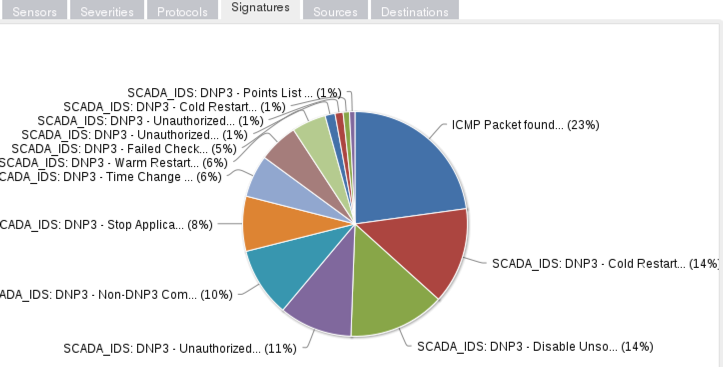 Sensors
Severities
Protocols
Signatures
Sources
Destinations
SCADA_IDS: DNP3 - Points List ... (1%)
SCADA_IDS: DNP3 - Cold Restart... (1%)
SCADA_IDS: DNP3 - Unauthorized... (1%)
SCADA_IDS: DNP3 - Unauthorized... (1%)
SCADA_IDS: DNP3 - Failed Check... (5%)
SCADA_IDS: DNP3 - Warm Restart... (6%)
CADA_IDS: DNP3 - Time Change ... (6%)
CADA_IDS: DNP3 - Stop Applica... (8%)
ADA_IDS: DNP3 - Non-DNP3 Com... (10%)
SCADA_IDS: DNP3 - Unauthorized... (11%)
ICMP Packet found... (23%)
SCADA_IDS: DNP3 - Cold Restart... (14%)
SCADA_IDS: DNP3 - Disable Unso... (14%)